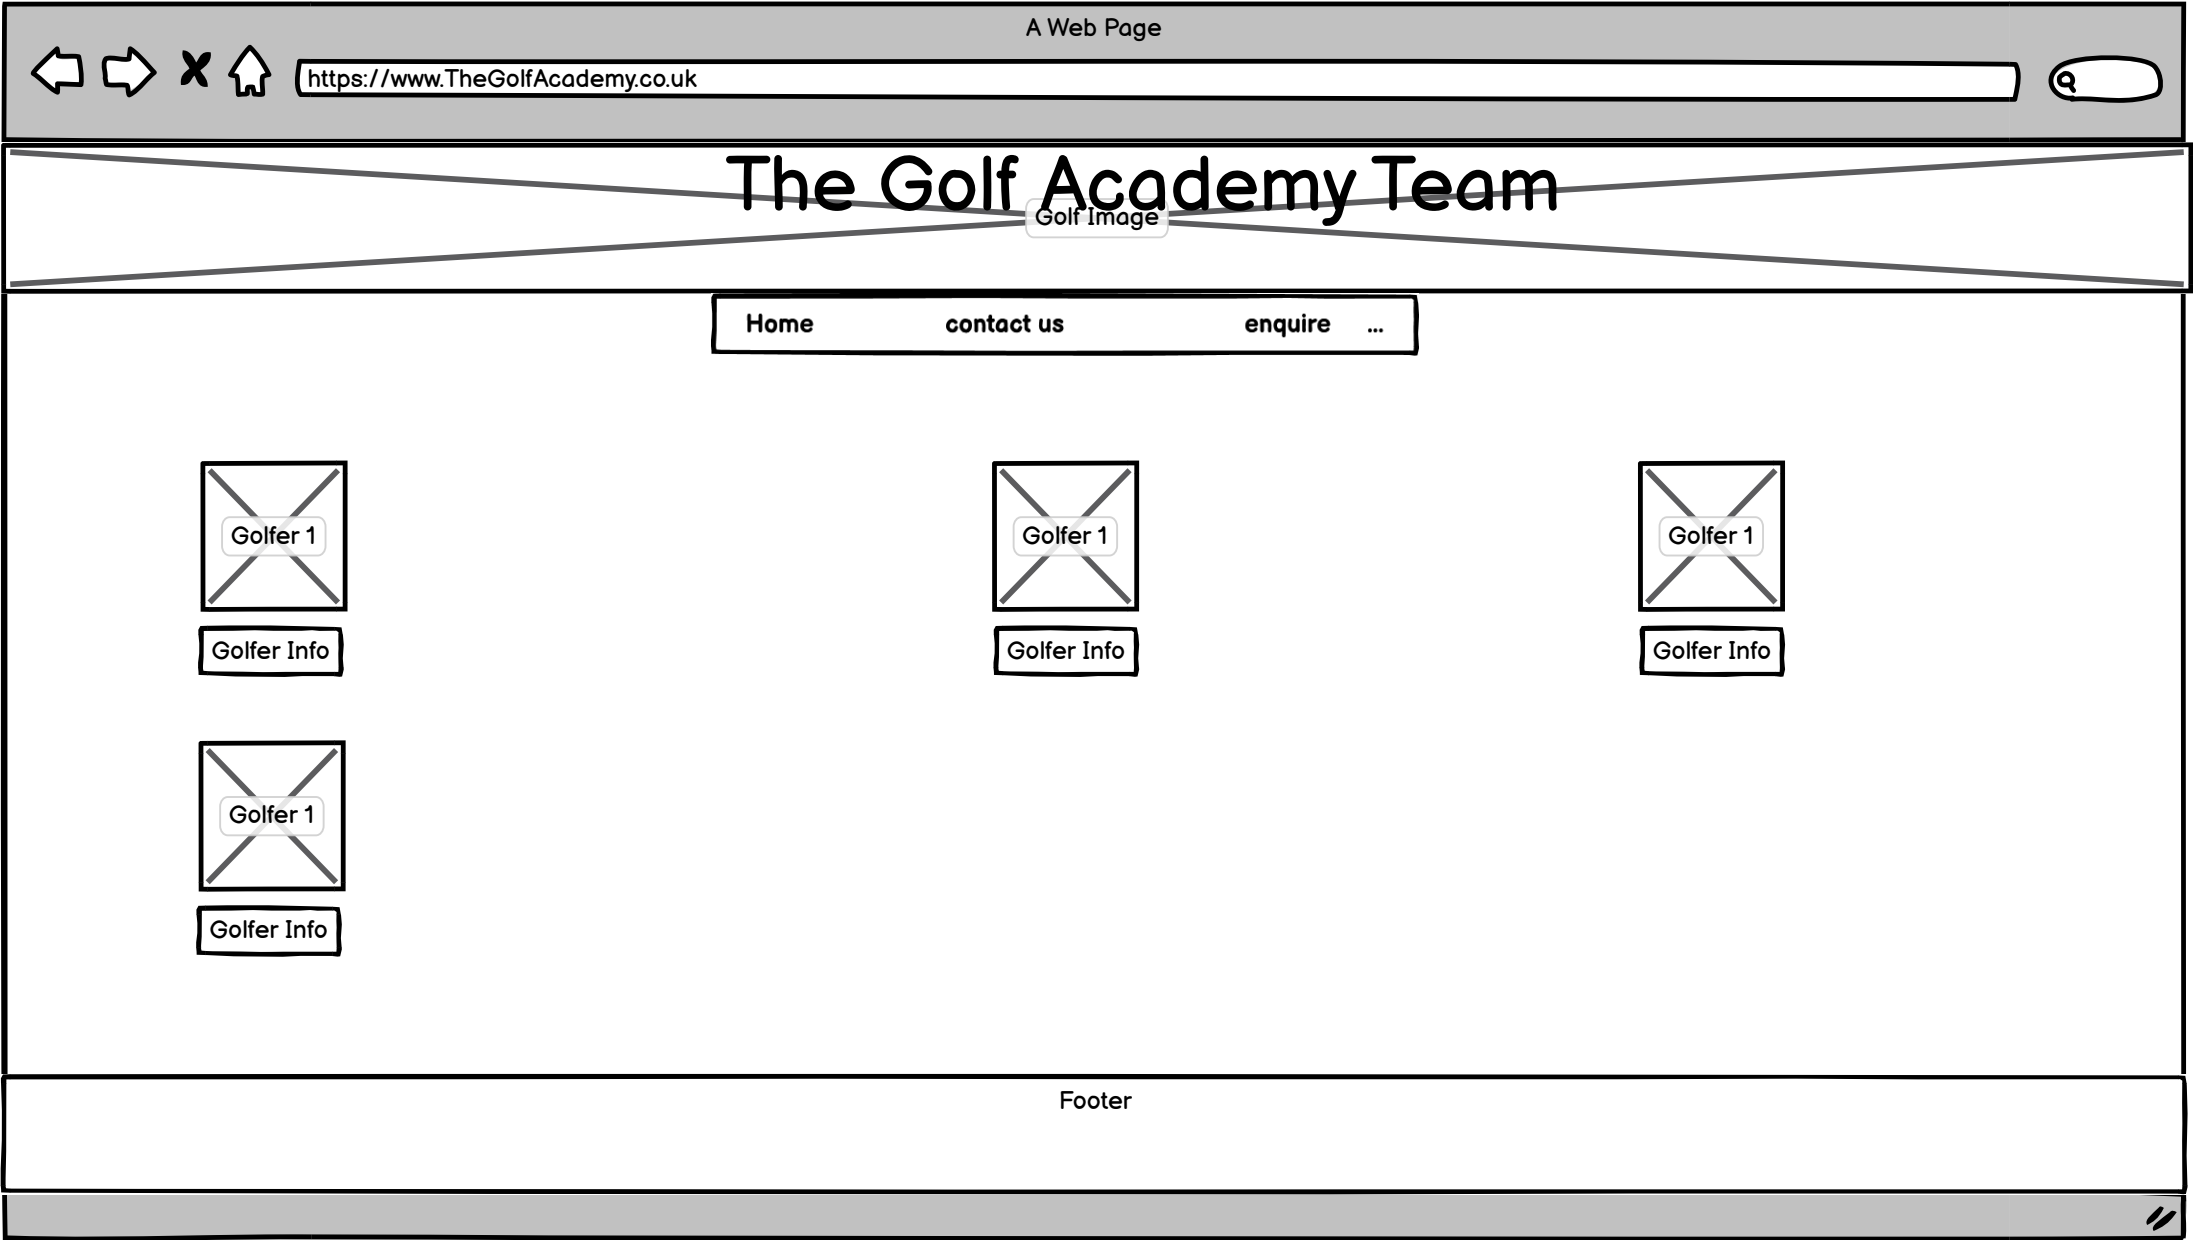 A Web Page
https://www.TheGolfAcademy.co.uk
The Golf Academy Team
Golf Image
Home contact us enquire ...
Golfer 1 Golfer 1 Golfer 1
Golfer Info Golfer Info Golfer Info
Golfer 1
Golfer Info
Footer